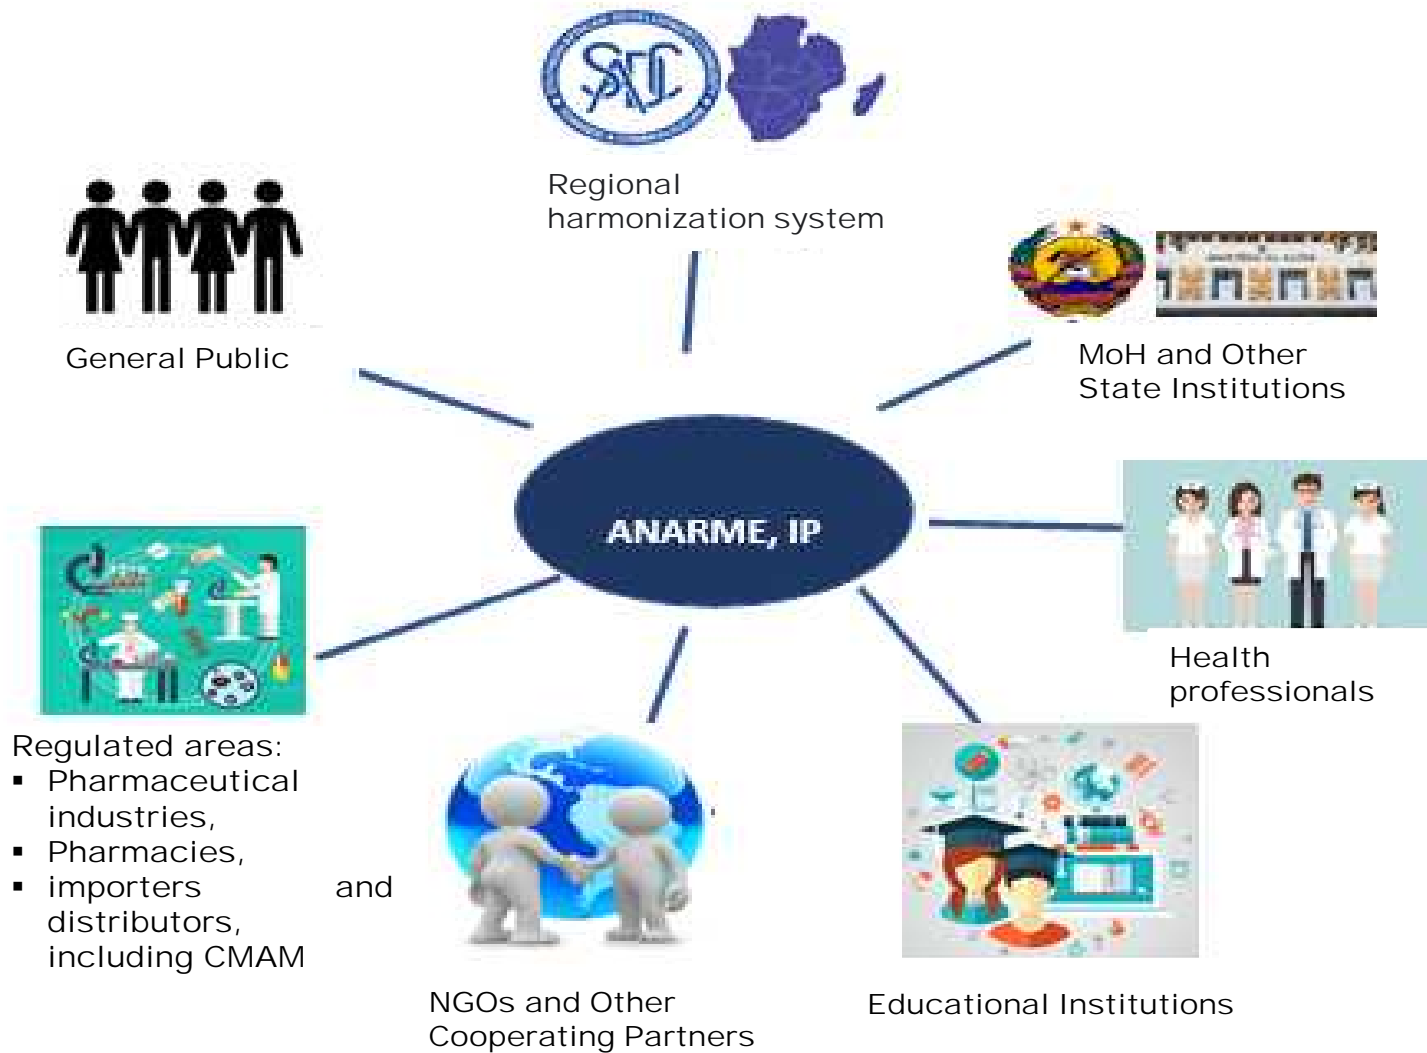 SADC
Regional
harmonization system
General Public
MoH and Other
State Institutions
ANARME, IP
Health
professionals
Regulated areas:
▪ Pharmaceutical
industries,
▪ Pharmacies,
▪ importers and
distributors,
including CMAM
NGOs and Other
Cooperating Partners
Educational Institutions